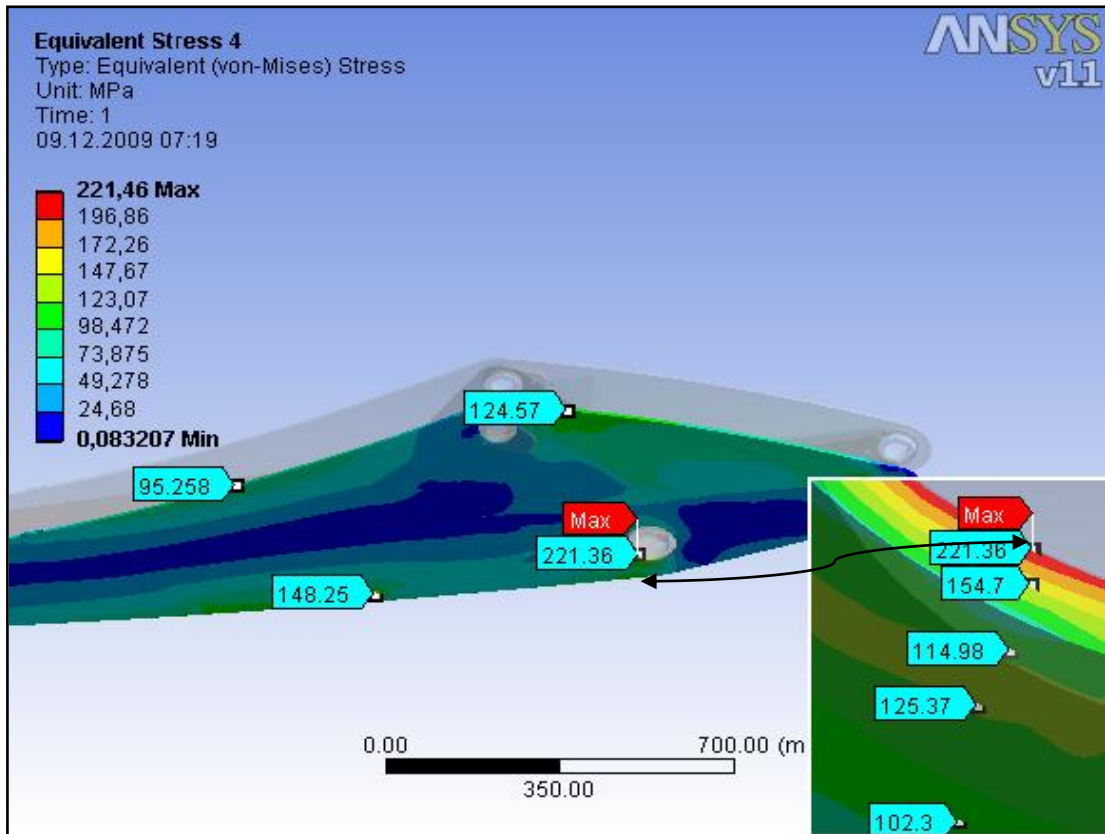 Equivalent Stress 4
Type: Equivalent (von-Mises) Stress
Unit: MPa
Time: 1
09.12.2009 07:19
ANSYS
v11
221,46 Max
196,86
172,26
147,67
123,07
98,472
73,875
49,278
24,68
0,083207 Min
124.57
95.258
Max
221.36
148.25
Max
221.36
154.7
114.98
125.37
102.3
0.00
700.00 (m
350.00